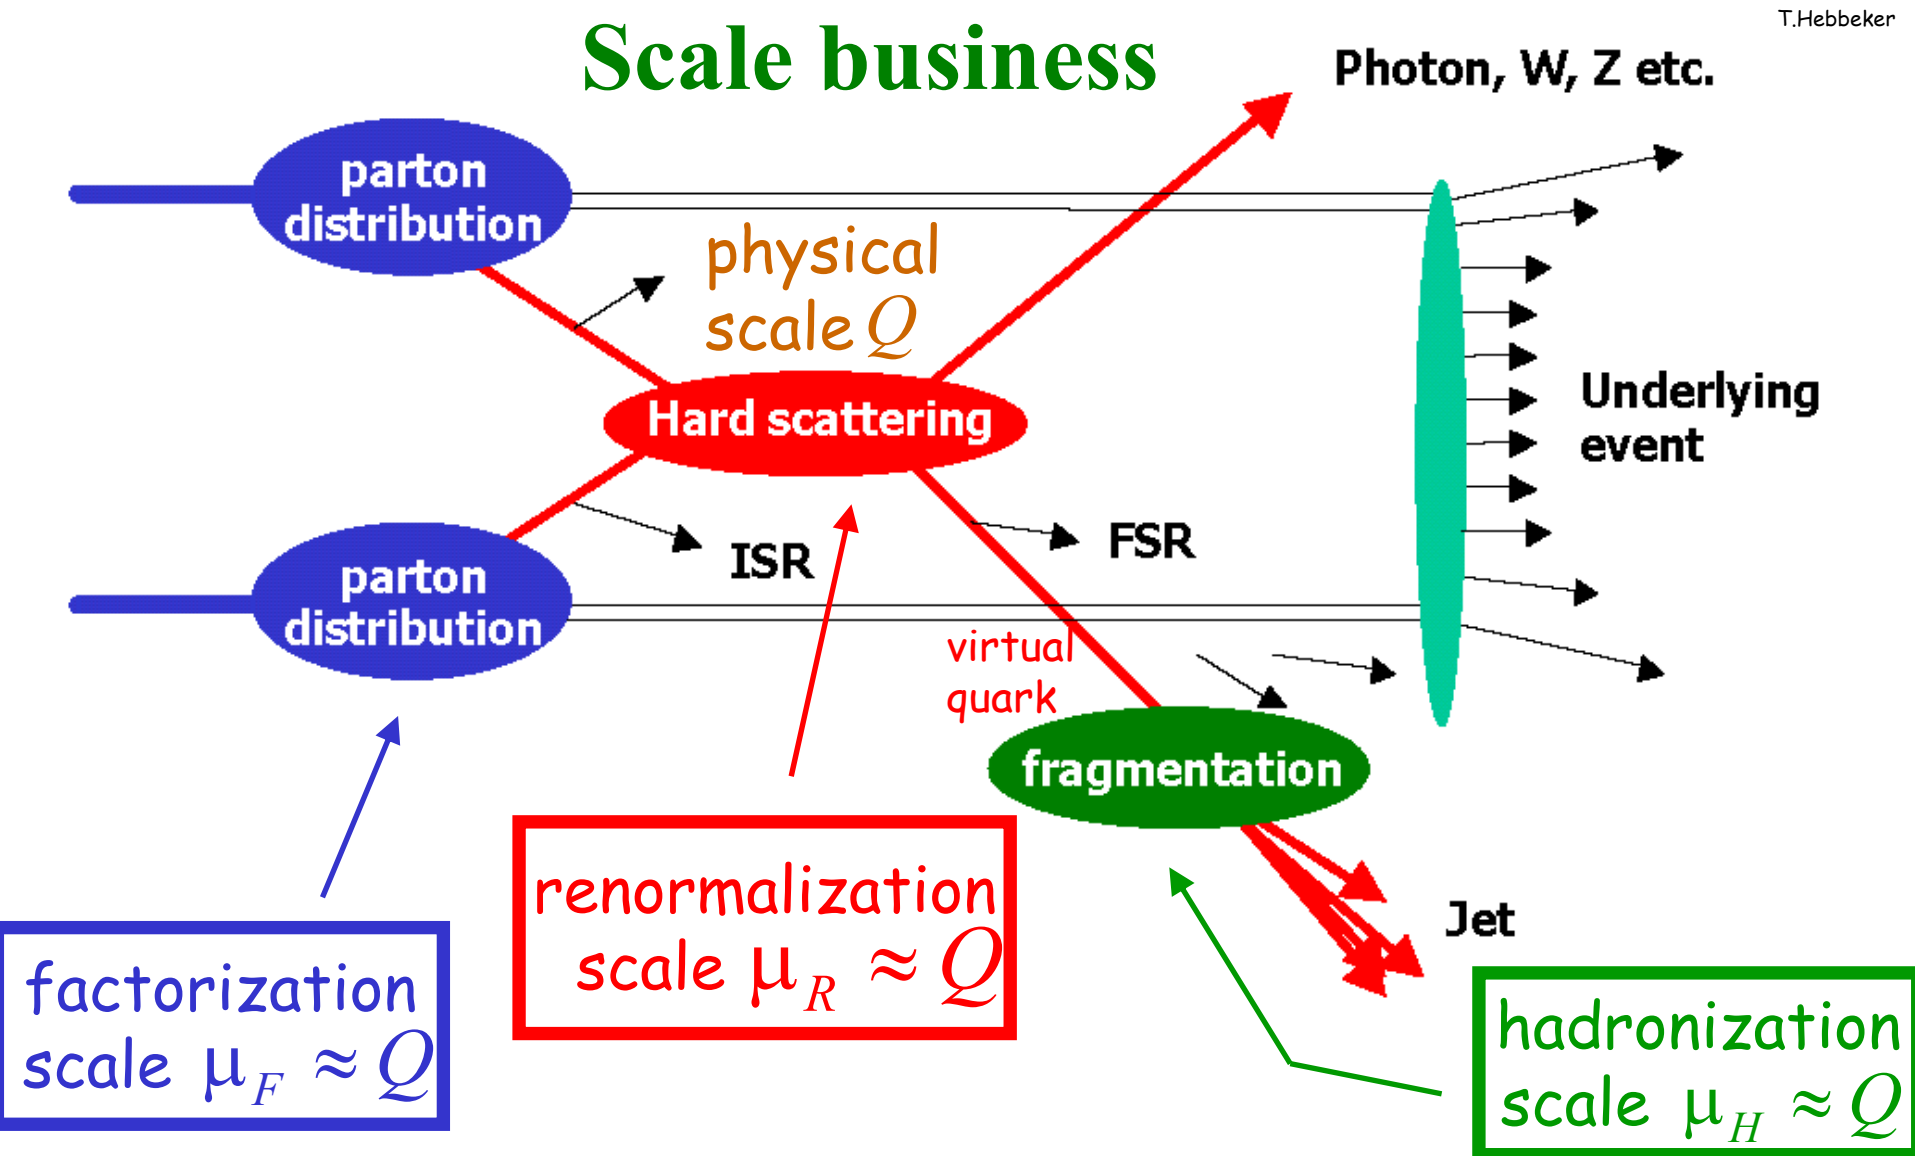 T.Hebbeker
Scale business
Photon, W, Z etc.
parton
distribution
physical
scale Q
Hard scattering
Underlying
event
ISR
FSR
parton
distribution
virtual
quark
fragmentation
renormalization
scale μ_R ≈ Q
Jet
factorization
scale μ_F ≈ Q
hadronization
scale μ_H ≈ Q